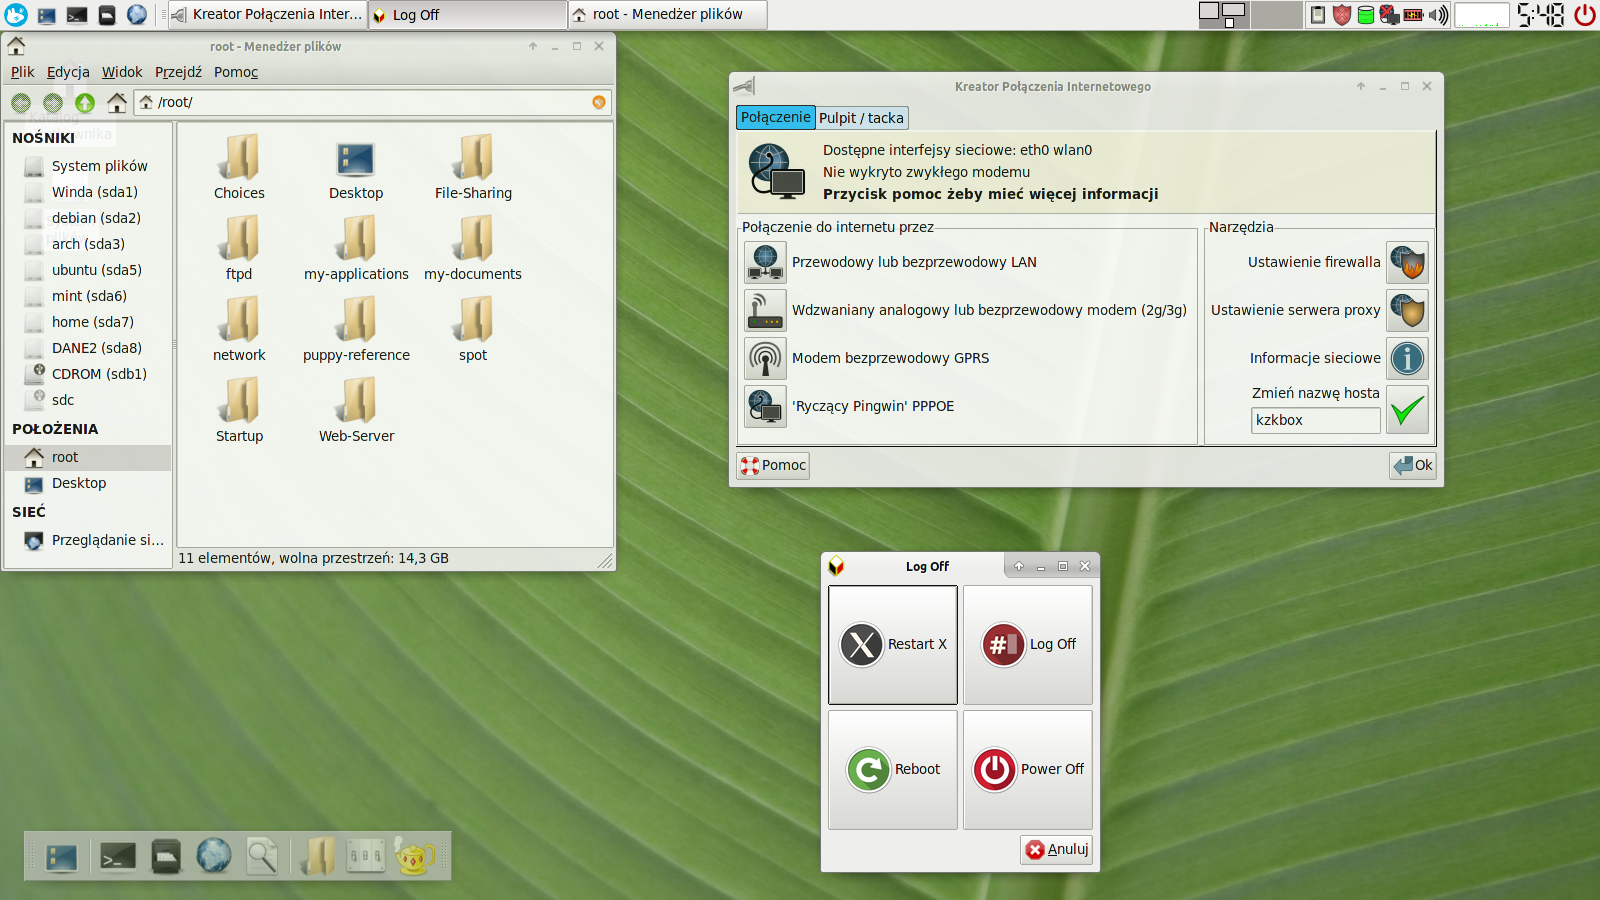 Kreator Połączenia Inter...
Log Off
root - Menedżer plików
5:48
root - Menedżer plików
Plik Edycja Widok Przejdź Pomoc
/root/
NOŚNIKI
System plików
Winda (sda1)
debian (sda2)
arch (sda3)
ubuntu (sda5)
mint (sda6)
home (sda7)
DANE2 (sda8)
CDROM (sdb1)
sdc
POŁOŻENIA
root
Desktop
SIEĆ
Przeglądanie si...
Choices
Desktop
File-Sharing
ftpd
my-applications
my-documents
network
puppy-reference
spot
Startup
Web-Server
11 elementów, wolna przestrzeń: 14,3 GB
Kreator Połączenia Internetowego
Połączenie
Pulpit / tacka
Dostępne interfejsy sieciowe: eth0 wlan0
Nie wykryto zwykłego modemu
Przycisk pomoc żeby mieć więcej informacji
Połączenie do internetu przez
Przewodowy lub bezprzewodowy LAN
Wdzwaniany analogowy lub bezprzewodowy modem (2g/3g)
Modem bezprzewodowy GPRS
'Ryczący Pingwin' PPPOE
Narzędzia
Ustawienie firewalla
Ustawienie serwera proxy
Informacje sieciowe
Zmień nazwę hosta
kzkbox
Pomoc
Ok
Log Off
Restart X
Log Off
Reboot
Power Off
Anuluj